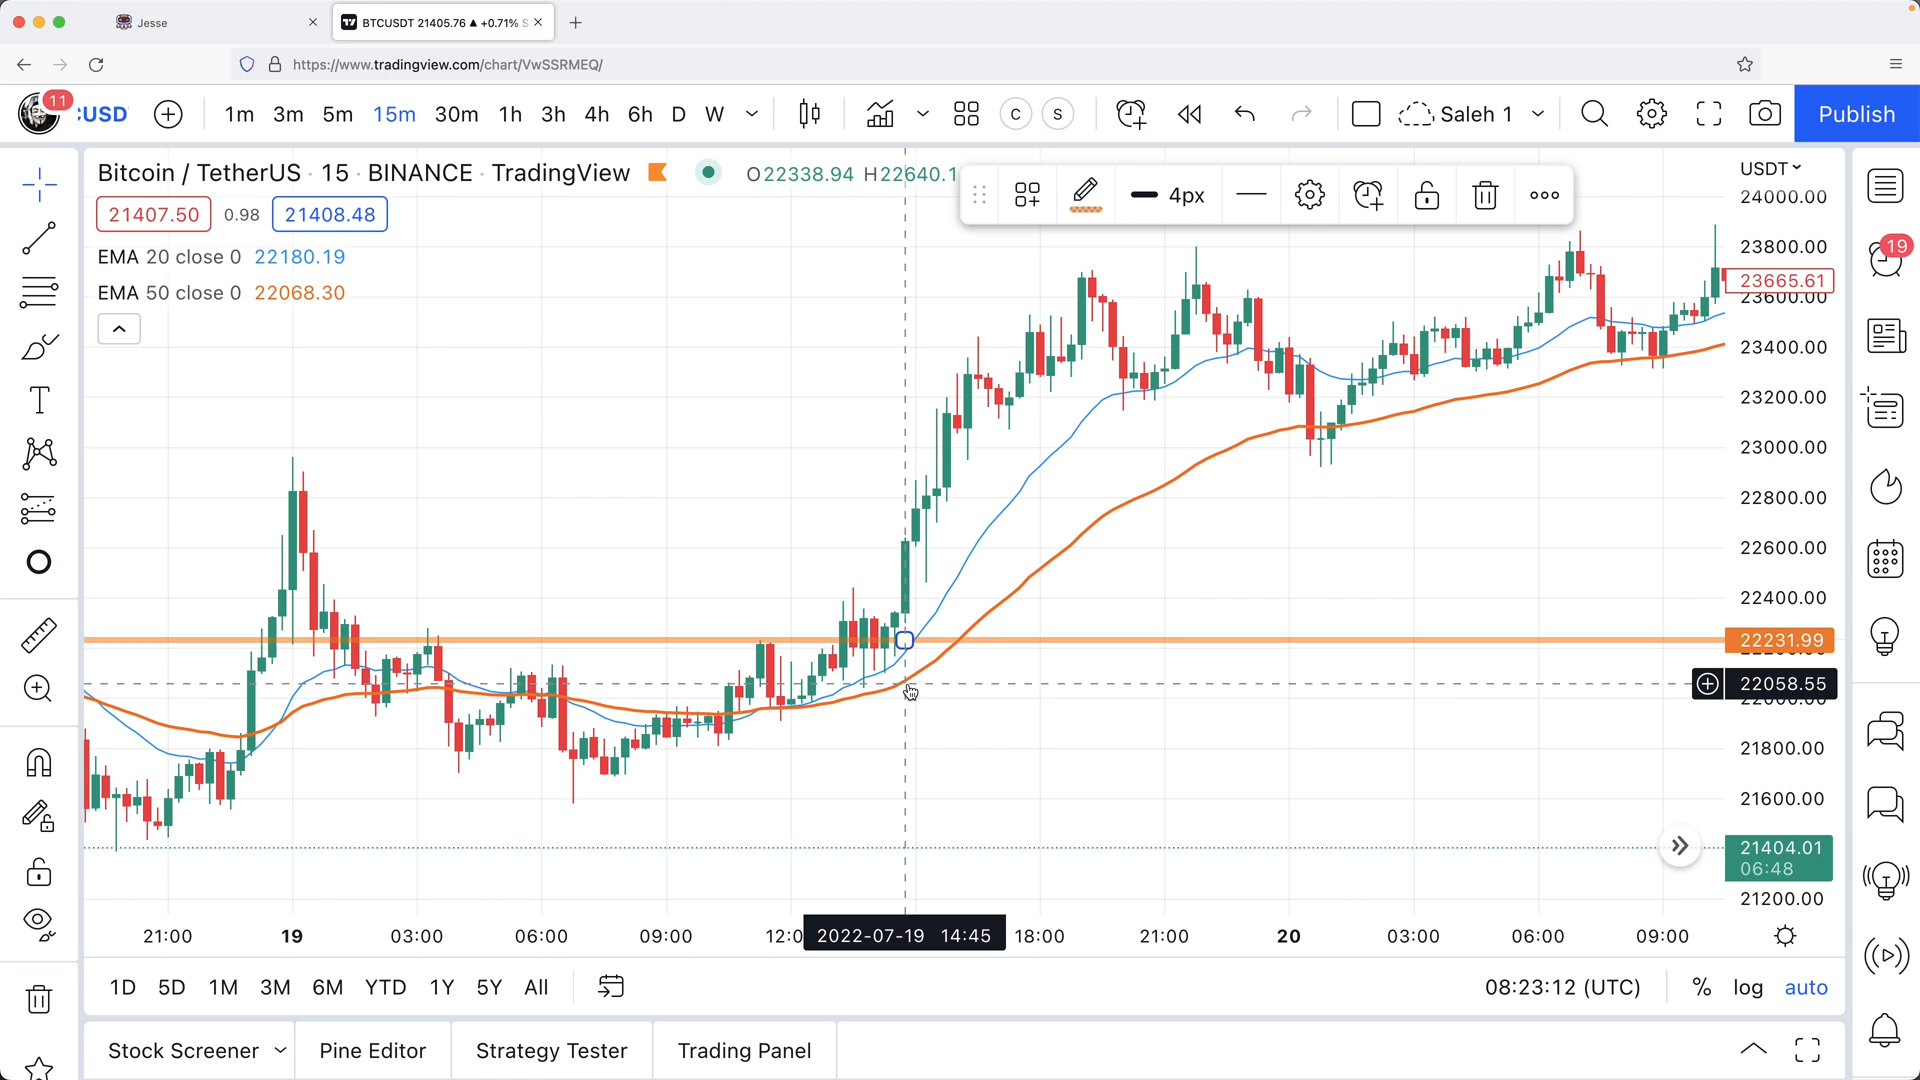 Jesse
BTCUSDT 21405.76 ▲ +0.71%
https://www.tradingview.com/chart/VwSSRMEQ/
11
CUSD
1m 3m 5m 15m 30m 1h 3h 4h 6h D W
C S
Saleh 1
Publish
Bitcoin / TetherUS · 15 · BINANCE · TradingView
O22338.94 H22640.1
4px
21407.50 0.98 21408.48
EMA 20 close 0 22180.19
EMA 50 close 0 22068.30
USDT
24000.00
23800.00
23665.61
23600.00
23400.00
23200.00
23000.00
22800.00
22600.00
22400.00
22231.99
22058.55
22000.00
21800.00
21600.00
21404.01
06:48
21200.00
19
21:00 19 03:00 06:00 09:00 12:0 2022-07-19 14:45 18:00 21:00 20 03:00 06:00 09:00
1D 5D 1M 3M 6M YTD 1Y 5Y All
08:23:12 (UTC) % log auto
Stock Screener Pine Editor Strategy Tester Trading Panel